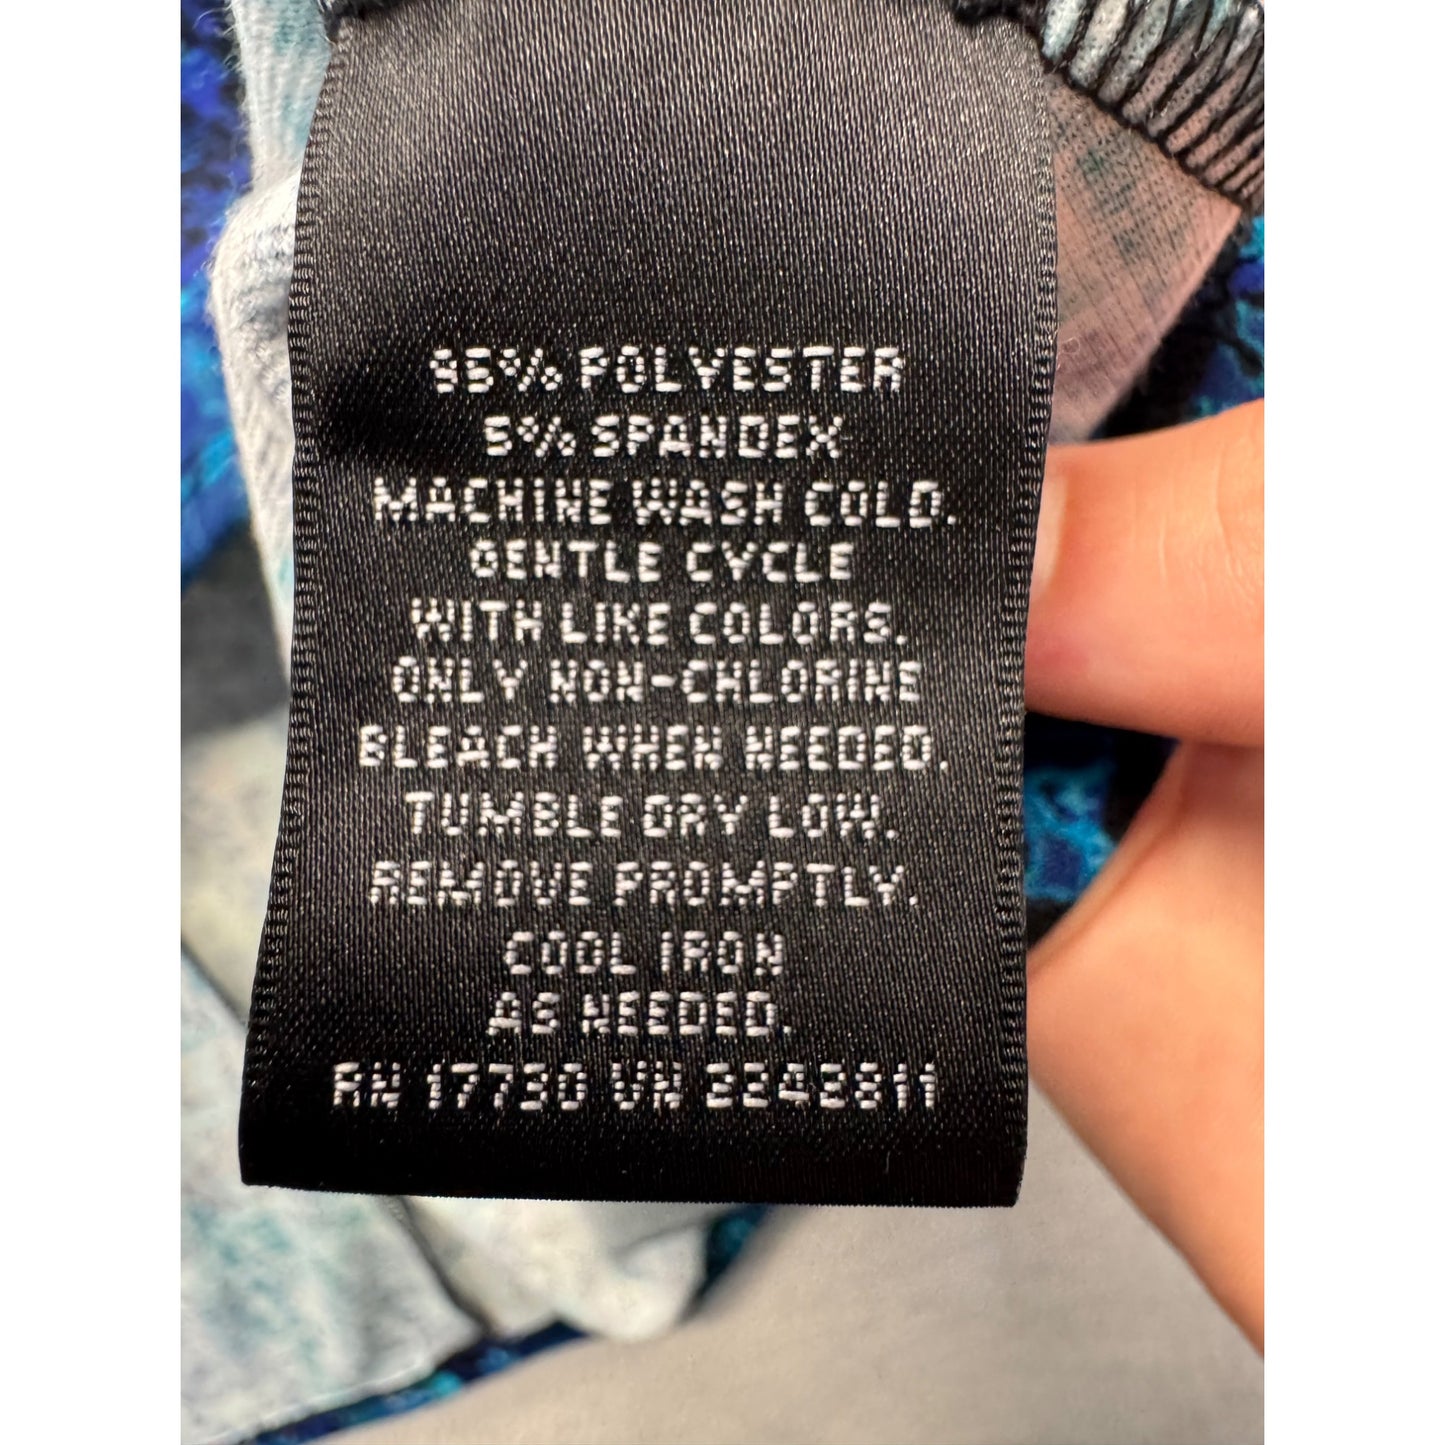 95% POLYESTER
5% SPANDEX
MACHINE WASH COLD.
GENTLE CYCLE
WITH LIKE COLORS.
ONLY NON-CHLORINE
BLEACH WHEN NEEDED.
TUMBLE DRY LOW.
REMOVE PROMPTLY.
COOL IRON
AS NEEDED.
RN 17730 VN